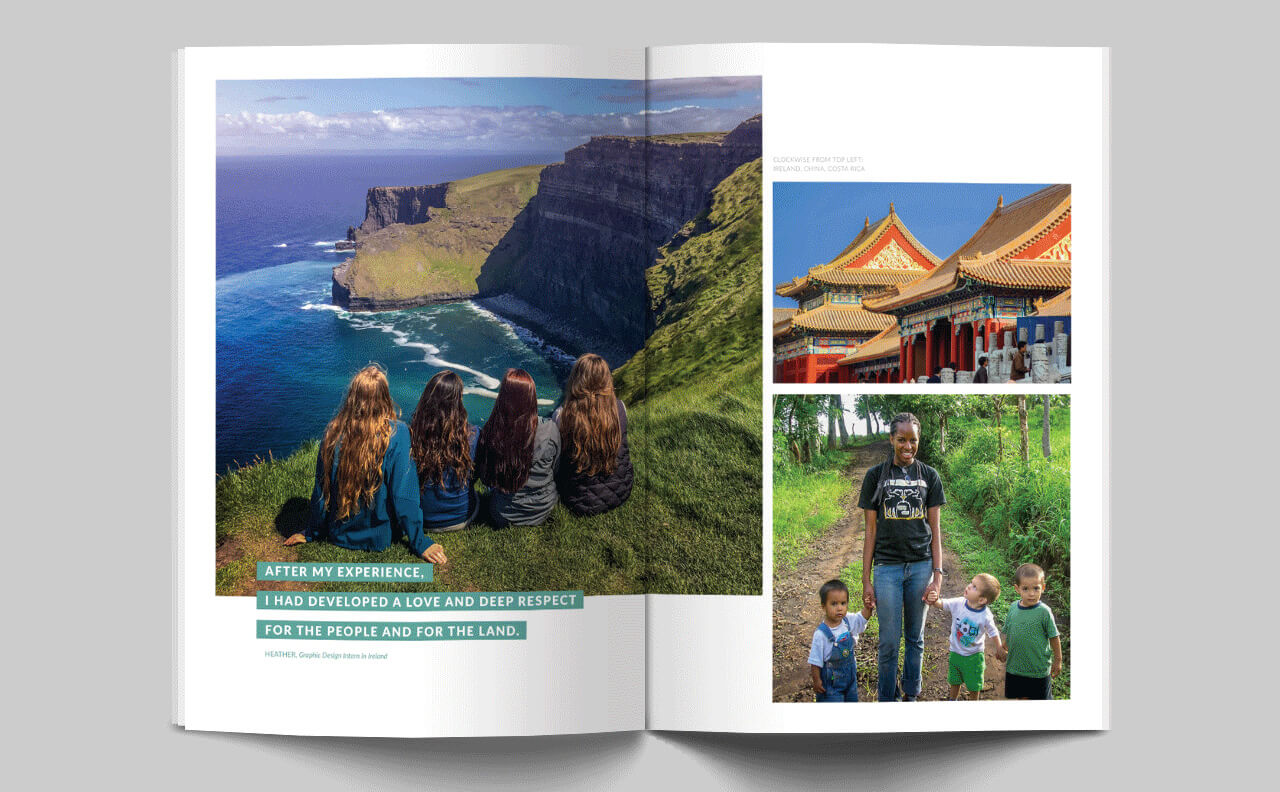 AFTER MY EXPERIENCE,
I HAD DEVELOPED A LOVE AND DEEP RESPECT
FOR THE PEOPLE AND FOR THE LAND.
HEATHER, Graphic Design Intern in Ireland
CLOCKWISE FROM TOP LEFT:
IRELAND, CHINA, COSTA RICA